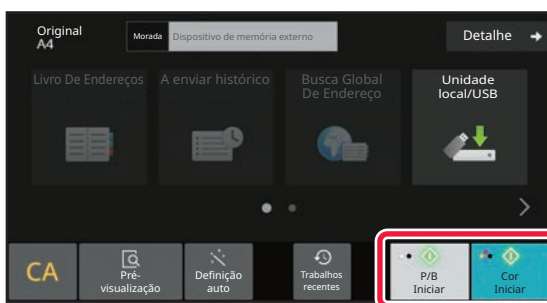 Original
A4
Morada
Dispositivo de memória externo
Detalhe
Livro De Endereços
A enviar histórico
Busca Global
De Endereço
Unidade
local/USB
CA
Pré-
visualização
Definição
auto
Trabalhos
recentes
P/B
Iniciar
Cor
Iniciar